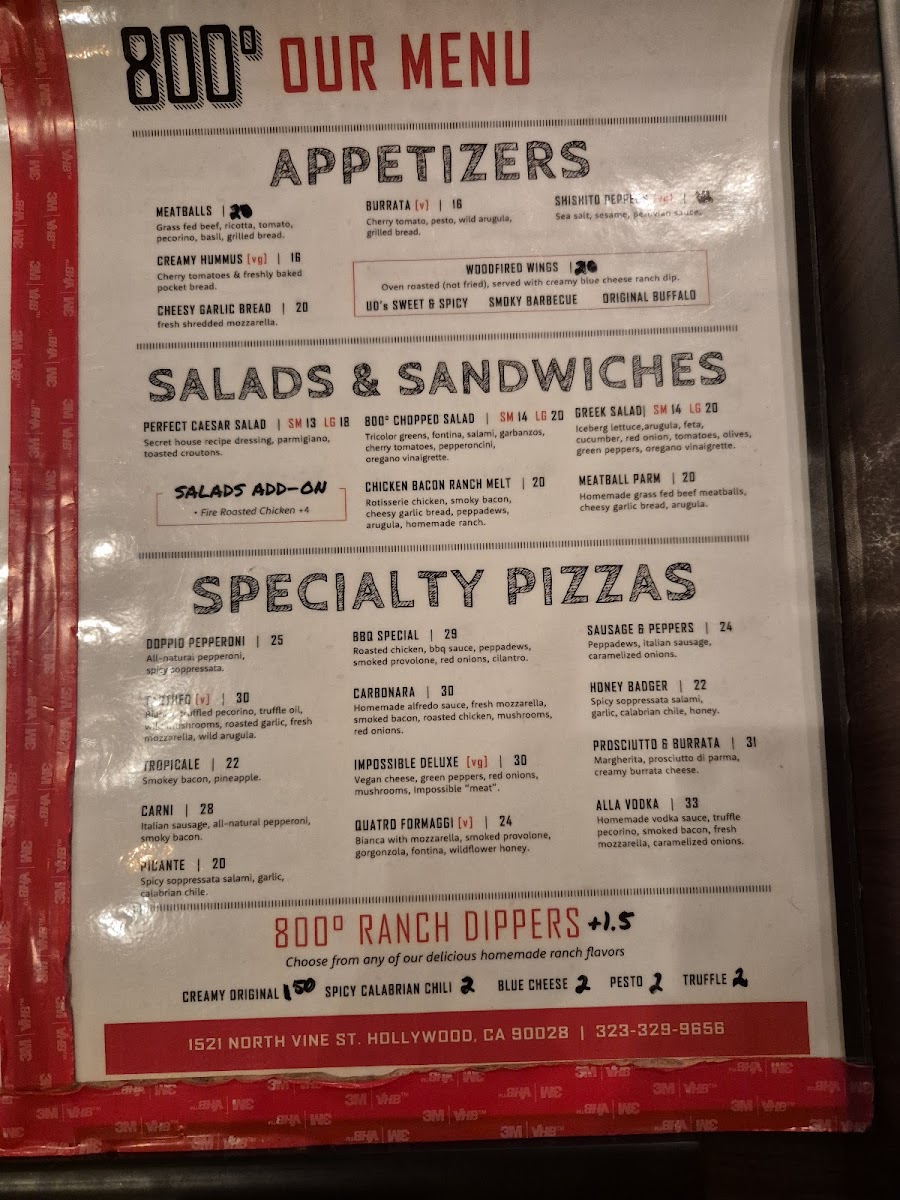 800° OUR MENU
APPETIZERS
MEATBALLS | 20
Grass fed beef, ricotta, tomato,
pecorino, basil, grilled bread.
CREAMY HUMMUS [vg] | 16
Cherry tomatoes & freshly baked
pocket bread.
CHEESY GARLIC BREAD | 20
fresh shredded mozzarella.
BURRATA [v] | 16
Cherry tomato, pesto, wild arugula,
grilled bread.
SHISHITO PEPPERS [vg] |
Sea salt, sesame, peruvian sauce.
WOODFIRED WINGS | 20
Oven roasted (not fried), served with creamy blue cheese ranch dip.
UD's SWEET & SPICY SMOKY BARBECUE ORIGINAL BUFFALO
SALADS & SANDWICHES
PERFECT CAESAR SALAD | SM 13 LG 18
Secret house recipe dressing, parmigiano,
toasted croutons.
SALADS ADD-ON
• Fire Roasted Chicken +4
800° CHOPPED SALAD | SM 14 LG 20
Tricolor greens, fontina, salami, garbanzos,
cherry tomatoes, pepperoncini,
oregano vinaigrette.
CHICKEN BACON RANCH MELT | 20
Rotisserie chicken, smoky bacon,
cheesy garlic bread, peppadews,
arugula, homemade ranch.
GREEK SALAD| SM 14 LG 20
Iceberg lettuce,arugula, feta,
cucumber, red onion, tomatoes, olives,
green peppers, oregano vinaigrette.
MEATBALL PARM | 20
Homemade grass fed beef meatballs,
cheesy garlic bread, arugula.
SPECIALTY PIZZAS
DOPPIO PEPPERONI | 25
All-natural pepperoni,
spicy soppressata.
[v] | 30
truffled pecorino, truffle oil,
mushrooms, roasted garlic, fresh
mozzarella, wild arugula.
TROPICALE | 22
Smokey bacon, pineapple.
CARNI | 28
Italian sausage, all-natural pepperoni,
smoky bacon.
PICANTE | 20
Spicy soppressata salami, garlic,
calabrian chile.
BBQ SPECIAL | 29
Roasted chicken, bbq sauce, peppadews,
smoked provolone, red onions, cilantro.
CARBONARA | 30
Homemade alfredo sauce, fresh mozzarella,
smoked bacon, roasted chicken, mushrooms,
red onions.
IMPOSSIBLE DELUXE [vg] | 30
Vegan cheese, green peppers, red onions,
mushrooms, Impossible "meat".
QUATRO FORMAGGI [v] | 24
Bianca with mozzarella, smoked provolone,
gorgonzola, fontina, wildflower honey.
SAUSAGE & PEPPERS | 24
Peppadews, italian sausage,
caramelized onions.
HONEY BADGER | 22
Spicy soppressata salami,
garlic, calabrian chile, honey.
PROSCIUTTO & BURRATA | 31
Margherita, prosciutto di parma,
creamy burrata cheese.
ALLA VODKA | 33
Homemade vodka sauce, truffle
pecorino, smoked bacon, fresh
mozzarella, caramelized onions.
800° RANCH DIPPERS +1.5
Choose from any of our delicious homemade ranch flavors
CREAMY ORIGINAL 150 SPICY CALABRIAN CHILI 2 BLUE CHEESE 2 PESTO 2 TRUFFLE 2
1521 NORTH VINE ST. HOLLYWOOD, CA 90028 | 323-329-9656
3M | VHB™